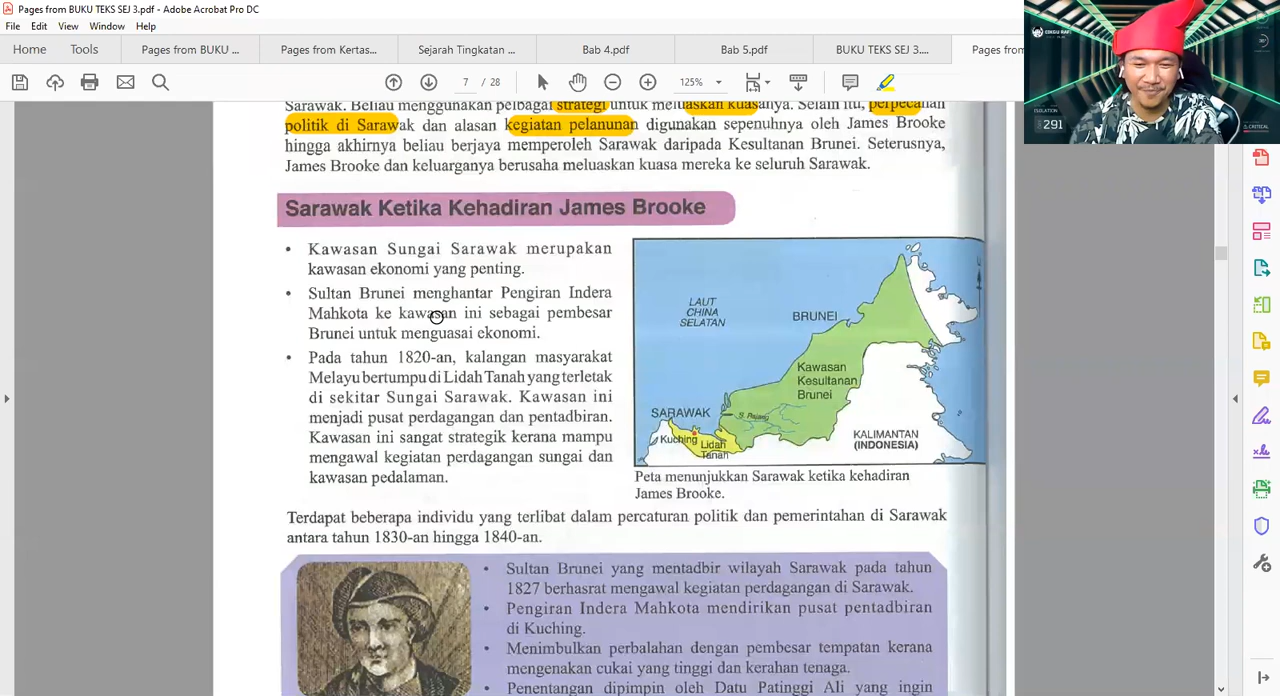 Pages from BUKU TEKS SEJ 3.pdf - Adobe Acrobat Pro DC
File Edit View Window Help
Home Tools Pages from BUKU ... Pages from Kertas... Sejarah Tingkatan ... Bab 4.pdf Bab 5.pdf BUKU TEKS SEJ 3.... Pages from
7 / 28 125%
291
CRITICAL
Sarawak. Beliau menggunakan pelbagai strategi untuk meluaskan kuasanya. Selain itu, perpecahan
politik di Sarawak dan alasan kegiatan pelanunan digunakan sepenuhnya oleh James Brooke
hingga akhirnya beliau berjaya memperoleh Sarawak daripada Kesultanan Brunei. Seterusnya,
James Brooke dan keluarganya berusaha meluaskan kuasa mereka ke seluruh Sarawak.
Sarawak Ketika Kehadiran James Brooke
• Kawasan Sungai Sarawak merupakan
kawasan ekonomi yang penting.
• Sultan Brunei menghantar Pengiran Indera
Mahkota ke kawasan ini sebagai pembesar
Brunei untuk menguasai ekonomi.
• Pada tahun 1820-an, kalangan masyarakat
Melayu bertumpu di Lidah Tanah yang terletak
di sekitar Sungai Sarawak. Kawasan ini
menjadi pusat perdagangan dan pentadbiran.
Kawasan ini sangat strategik kerana mampu
mengawal kegiatan perdagangan sungai dan
kawasan pedalaman.
LAUT
CHINA
SELATAN
BRUNEI
Kawasan
Kesultanan
Brunei
SARAWAK
S. Rajang
Kuching
Lidah
Tanah
KALIMANTAN
(INDONESIA)
U
Peta menunjukkan Sarawak ketika kehadiran
James Brooke.
Terdapat beberapa individu yang terlibat dalam percaturan politik dan pemerintahan di Sarawak
antara tahun 1830-an hingga 1840-an.
• Sultan Brunei yang mentadbir wilayah Sarawak pada tahun
1827 berhasrat mengawal kegiatan perdagangan di Sarawak.
• Pengiran Indera Mahkota mendirikan pusat pentadbiran
di Kuching.
• Menimbulkan perbalahan dengan pembesar tempatan kerana
mengenakan cukai yang tinggi dan kerahan tenaga.
• Penentangan dipimpin oleh Datu Patinggi Ali yang ingin